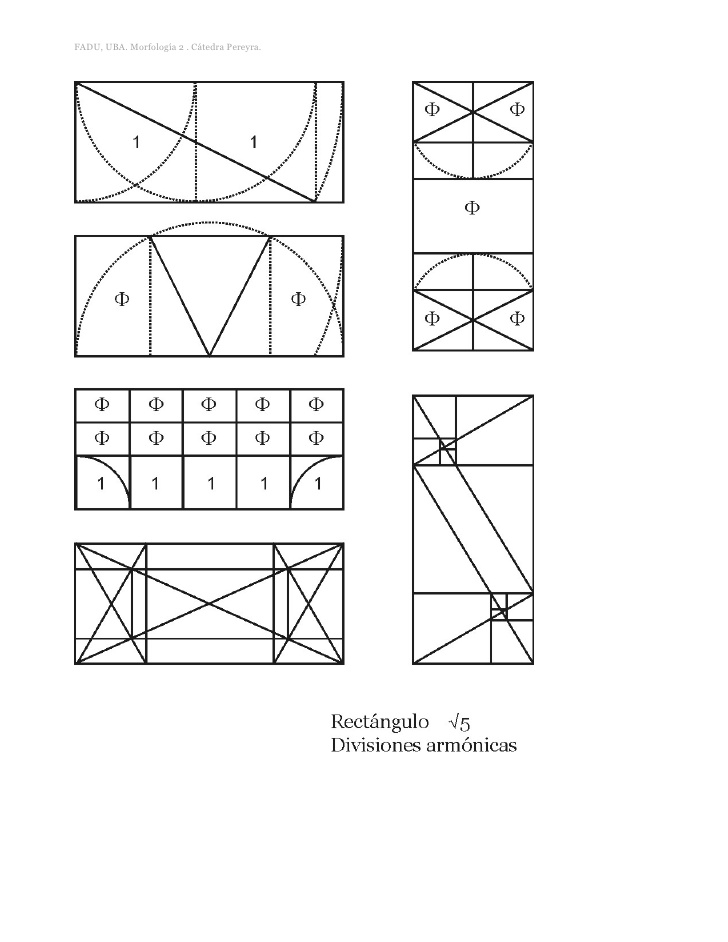 FADU, UBA. Morfología 2 . Cátedra Pereyra.
1 1
Φ Φ
Φ Φ Φ Φ Φ
Φ Φ Φ Φ Φ
1 1 1 1 1
Φ Φ
Φ
Φ Φ
Rectángulo √5
Divisiones armónicas